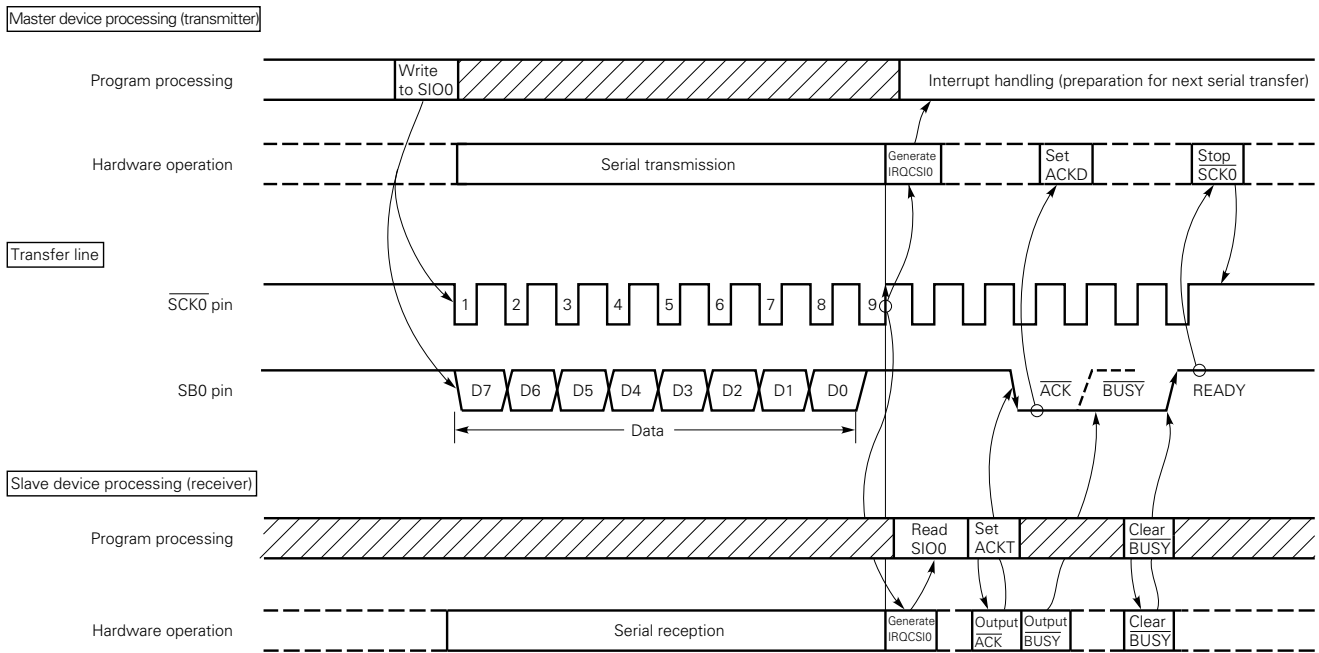 Master device processing (transmitter)
Program processing
Write
to SIO0
Interrupt handling (preparation for next serial transfer)
Hardware operation
Serial transmission
Generate
IRQCSI0
Set
ACKD
Stop
SCK0
Transfer line
SCK0 pin
1 2 3 4 5 6 7 8 9
SB0 pin
D7 D6 D5 D4 D3 D2 D1 D0
ACK
BUSY
READY
Data
Slave device processing (receiver)
Program processing
Read
SIO0
Set
ACKT
Clear
BUSY
Hardware operation
Serial reception
Generate
IRQCSI0
Output
ACK
Output
BUSY
Clear
BUSY